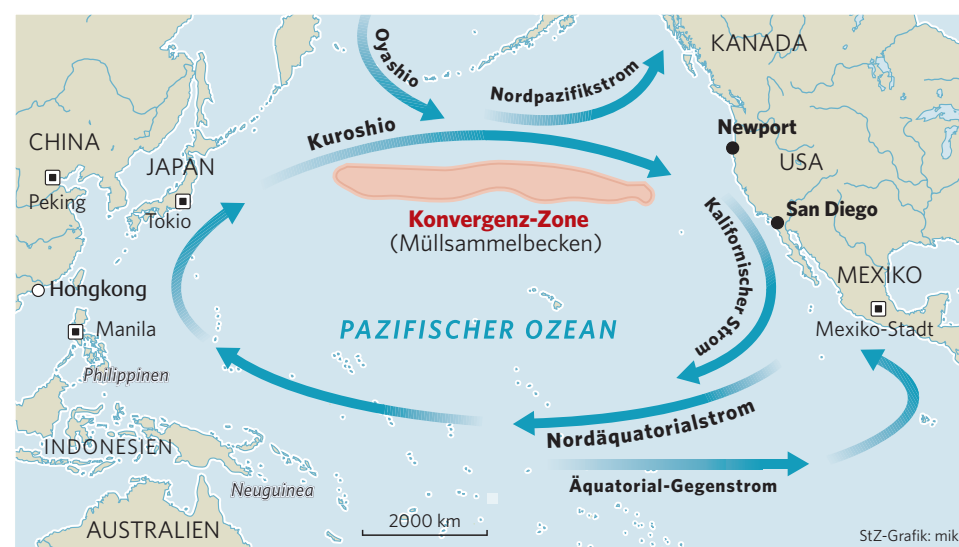 Oyashio
KANADA
Nordpazifikstrom
Kuroshio
Newport
CHINA
JAPAN
USA
Peking
Tokio
San Diego
Konvergenz-Zone
(Müllsammelbecken)
Kalifornischer Strom
MEXIKO
Hongkong
Manila
PAZIFISCHER OZEAN
Mexiko-Stadt
Philippinen
Nordäquatorialstrom
INDONESIEN
Äquatorial-Gegenstrom
Neuguinea
2000 km
AUSTRALIEN
StZ-Grafik: mik